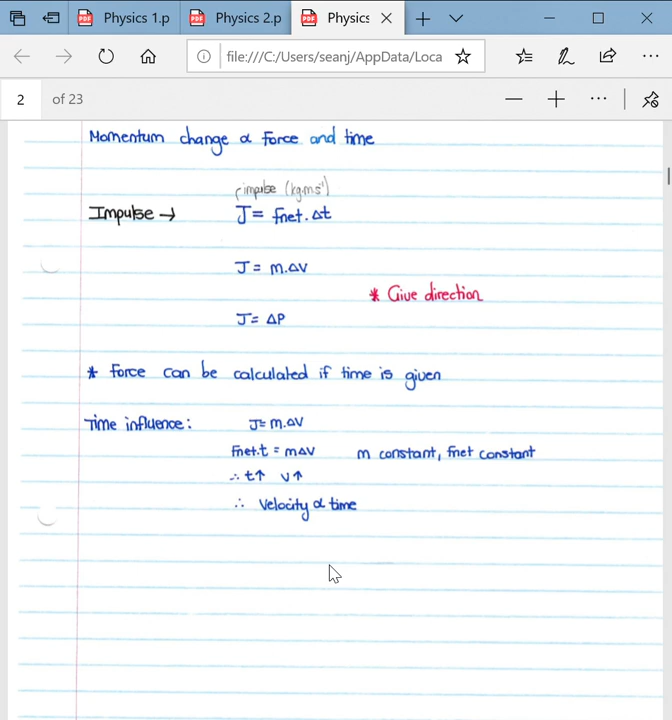 Physics 1.p
Physics 2.p
Physics
file:///C:/Users/seanj/AppData/Loca
2 of 23
Momentum change α Force and time
impulse (kg·ms⁻¹)
Impulse → J = Fnet.Δt
J = m.ΔV
* Give direction
J = ΔP
* Force can be calculated if time is given
Time influence: J = m.ΔV
Fnet.t = mΔV m constant, fnet constant
∴ t↑ v↑
∴ Velocity α time